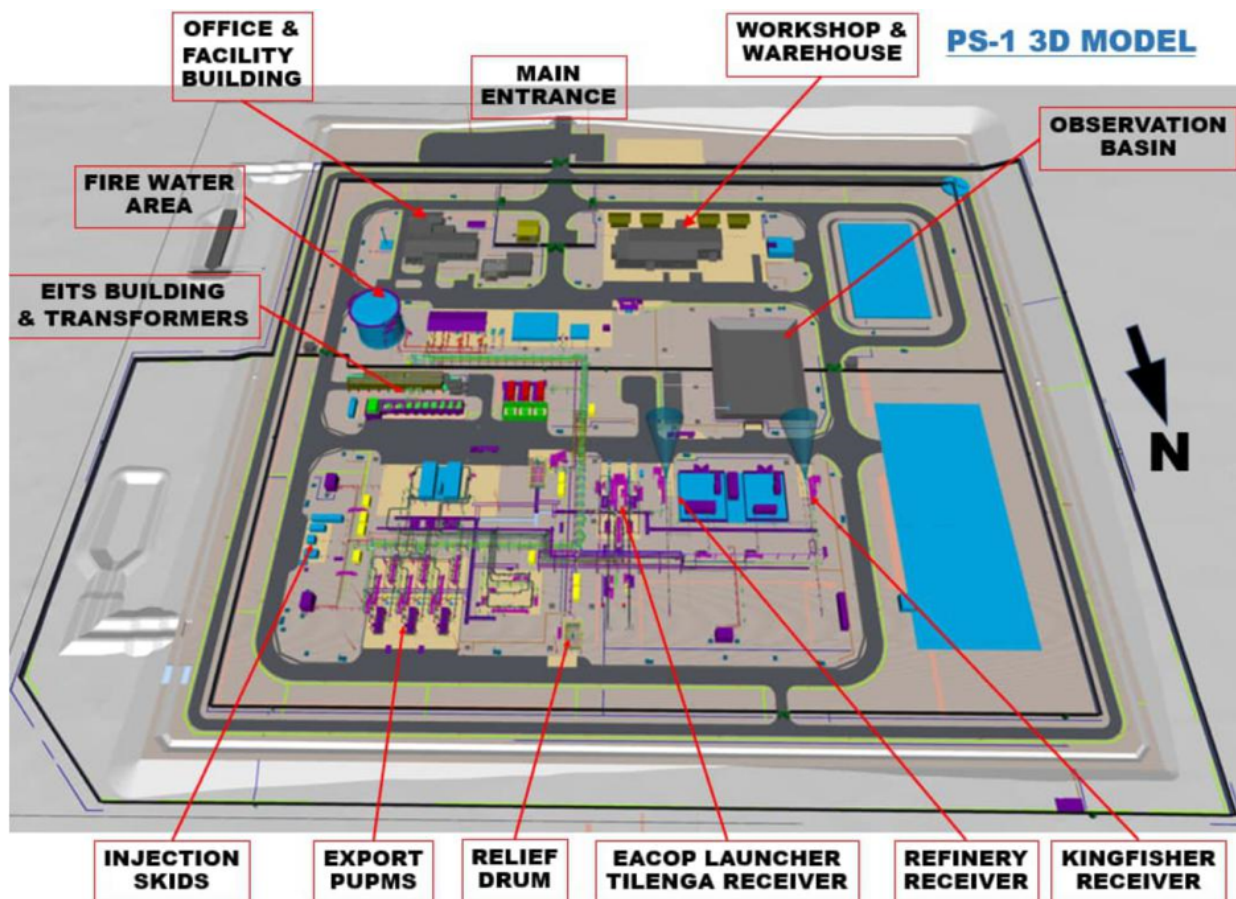 OFFICE &
FACILITY
BUILDING
MAIN
ENTRANCE
WORKSHOP &
WAREHOUSE
PS-1 3D MODEL
OBSERVATION
BASIN
FIRE WATER
AREA
EITS BUILDING
& TRANSFORMERS
N
INJECTION
SKIDS
EXPORT
PUPMS
RELIEF
DRUM
EACOP LAUNCHER
TILENGA RECEIVER
REFINERY
RECEIVER
KINGFISHER
RECEIVER